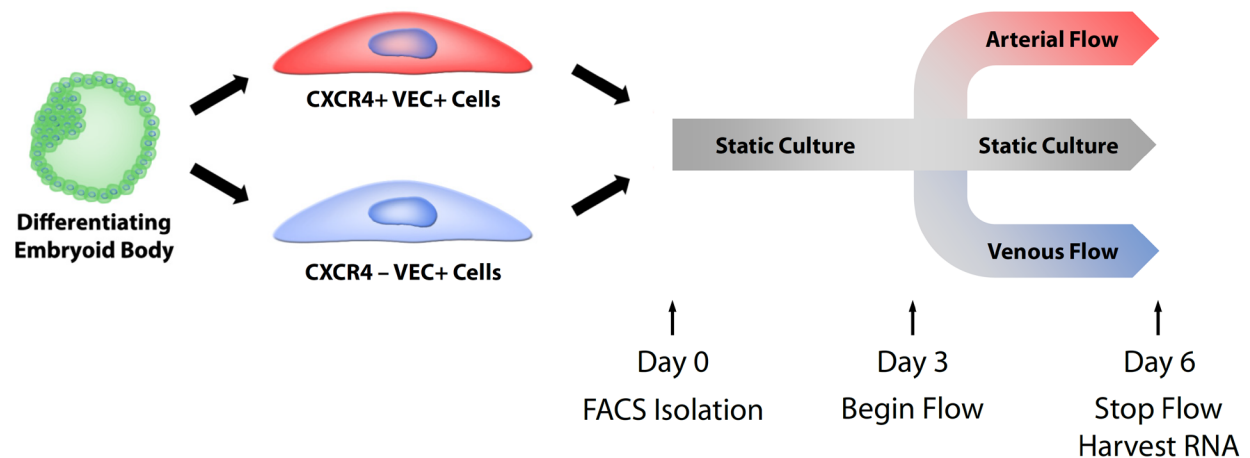 Differentiating
Embryoid Body
CXCR4+ VEC+ Cells
CXCR4 – VEC+ Cells
Static Culture
Arterial Flow
Static Culture
Venous Flow
Day 0
FACS Isolation
Day 3
Begin Flow
Day 6
Stop Flow
Harvest RNA